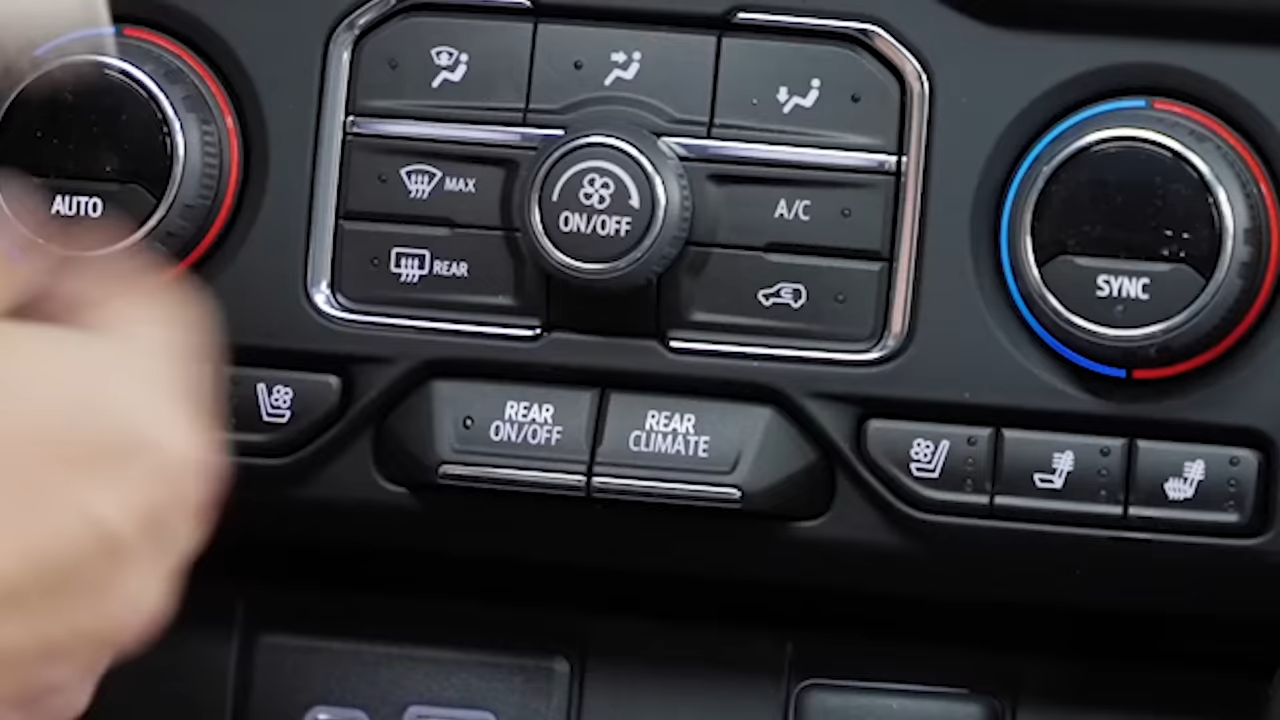 AUTO
MAX
ON/OFF
A/C
REAR
SYNC
REAR
ON/OFF
REAR
CLIMATE